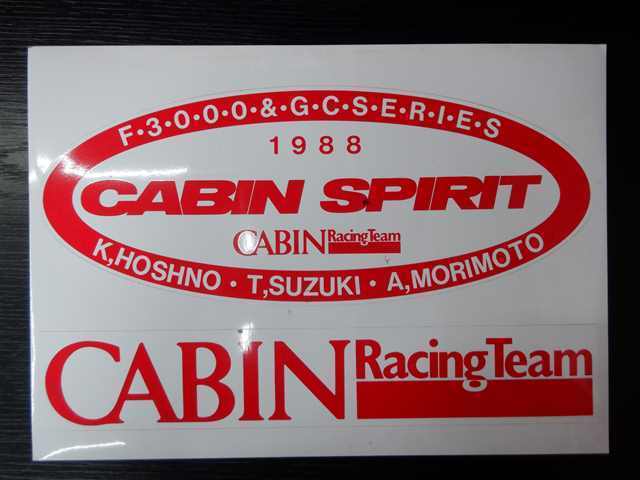 F·3·0·0·0·&·G·C·S·E·R·I·E·S
1988
CABIN SPIRIT
CABIN Racing Team
K,HOSHNO · T,SUZUKI · A,MORIMOTO
CABIN Racing Team